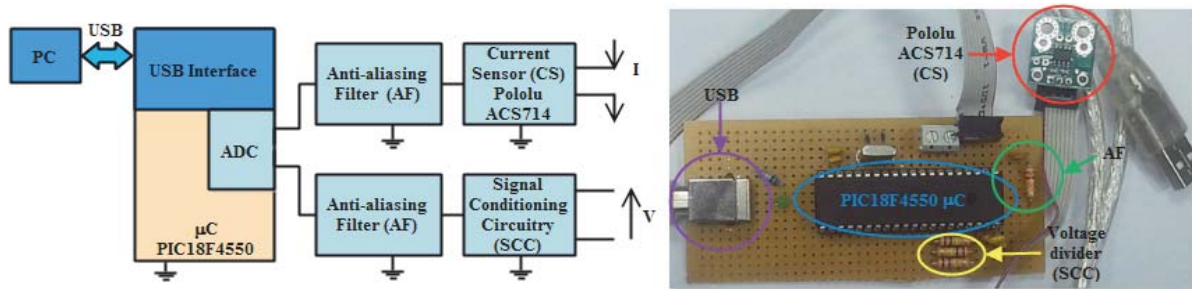 PC
USB
USB Interface
ADC
μC
PIC18F4550
Anti-aliasing
Filter (AF)
Current
Sensor (CS)
Pololu
ACS714
I
Anti-aliasing
Filter (AF)
Signal
Conditioning
Circuitry
(SCC)
V
Pololu
ACS714
(CS)
USB
AF
PIC18F4550 μC
Voltage
divider
(SCC)